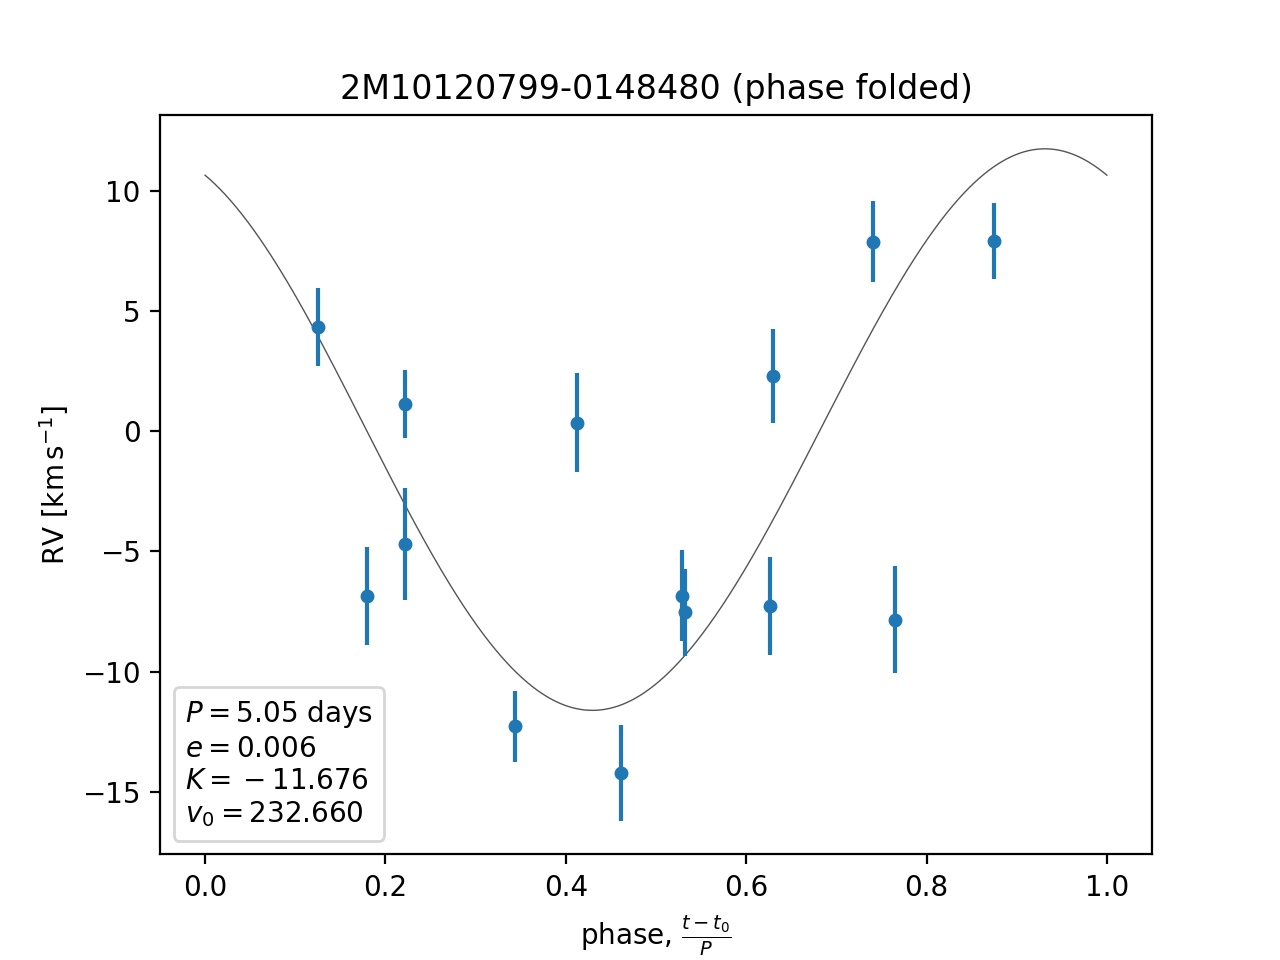 2M10120799-0148480 (phase folded)
RV [km s⁻¹]
10
5
0
−5
−10
−15
P = 5.05 days
e = 0.006
K = −11.676
v₀ = 232.660
0.0 0.2 0.4 0.6 0.8 1.0
phase, (t − t₀)/P